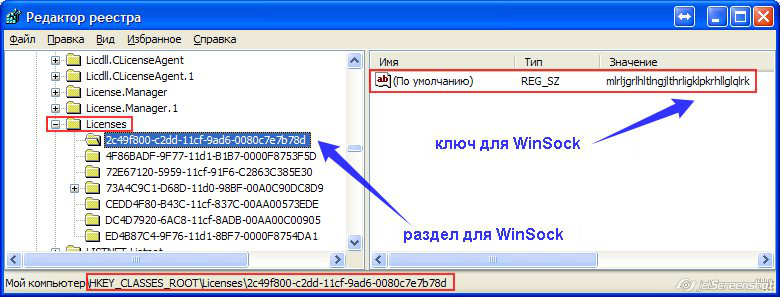 Редактор реестра
Файл Правка Вид Избранное Справка
Licdll.CLicenseAgent
Licdll.CLicenseAgent.1
License.Manager
License.Manager.1
Licenses
2c49f800-c2dd-11cf-9ad6-0080c7e7b78d
4F86BADF-9F77-11d1-B1B7-0000F8753F5D
72E67120-5959-11cf-91F6-C2863C385E30
73A4C9C1-D68D-11d0-98BF-00A0C90DC8D9
CEDD4F80-B43C-11cf-837C-00AA00573EDE
DC4D7920-6AC8-11cf-8ADB-00AA00C00905
ED4B87C4-9F76-11d1-8BF7-0000F8754DA1
LISTNET.Listnet
Имя Тип Значение
(По умолчанию) REG_SZ mlrljgrlhltlngjlthrligklpkrhllglqlrk
ключ для WinSock
раздел для WinSock
Мой компьютер\HKEY_CLASSES_ROOT\Licenses\2c49f800-c2dd-11cf-9ad6-0080c7e7b78d
jetScreenshot
.com